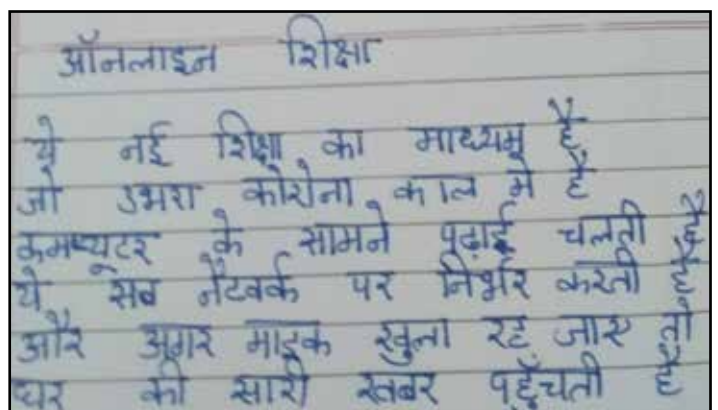 ऑनलाइन शिक्षा
ये नई शिक्षा का माध्यम है
जो उभरा कोरोना काल मे है
कमप्यूटर के सामने पढ़ाई चलती है
ये सब नेटवर्क पर निर्भर करती है
और अगर माइक खुला रह जाए तो
घर की सारी खबर पहुँचती है